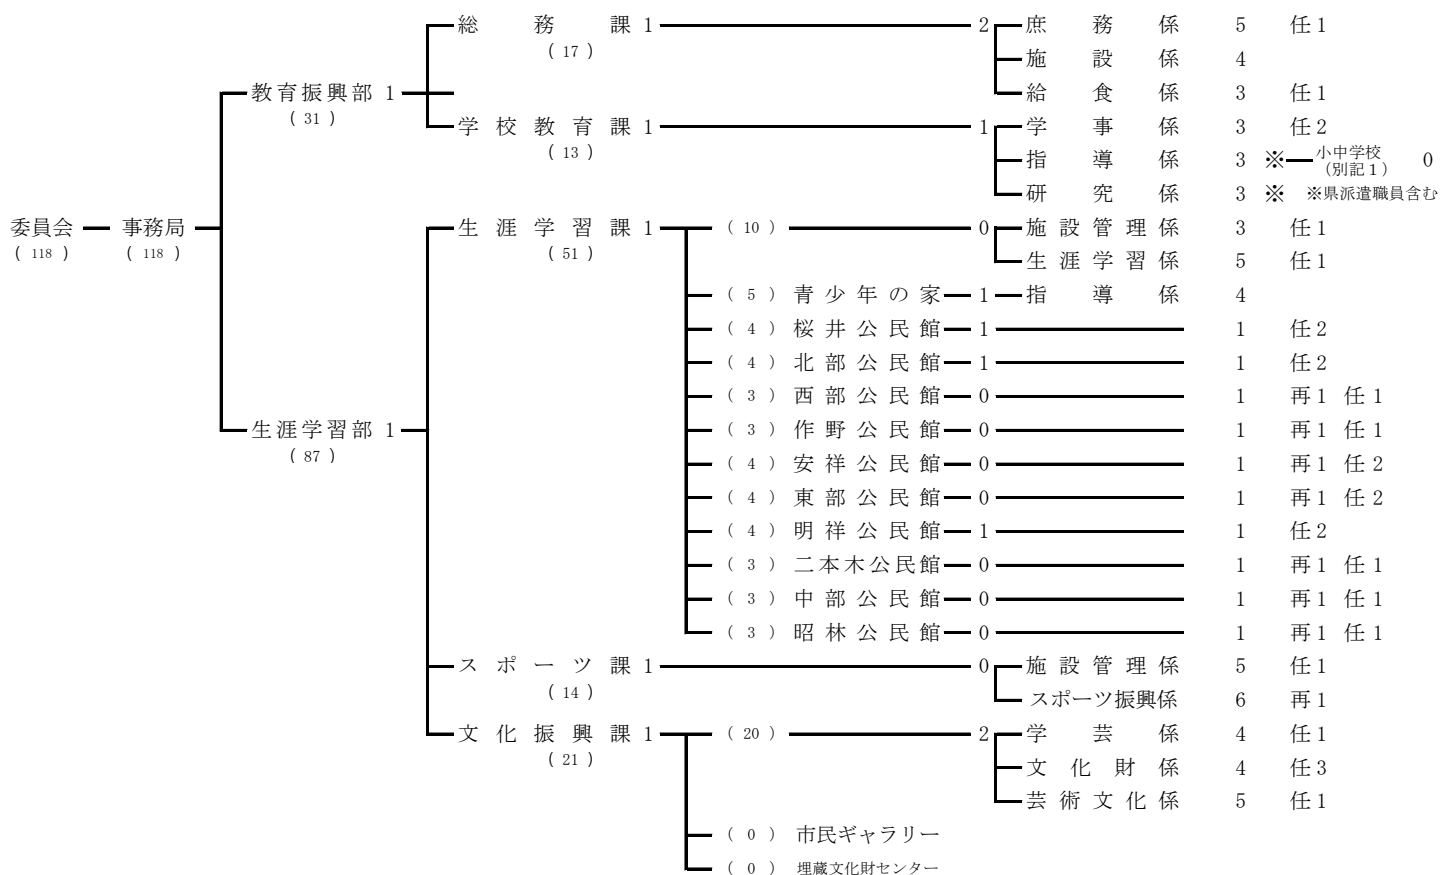 総務課 1 2 庶務係 5 任1
( 17 ) 施設係 4
教育振興部 1 給食係 3 任1
( 31 ) 学校教育課 1 1 学事係 3 任2
( 13 ) 指導係 3 ※ 小中学校 0
(別記1)
研究係 3 ※ ※県派遣職員含む
委員会 事務局 生涯学習課 1 ( 10 ) 0 施設管理係 3 任1
( 118 ) ( 118 ) ( 51 ) 生涯学習係 5 任1
( 5 ) 青少年の家 1 指導係 4
( 4 ) 桜井公民館 1 1 任2
( 4 ) 北部公民館 1 1 任2
( 3 ) 西部公民館 0 1 再1 任1
生涯学習部 1 ( 3 ) 作野公民館 0 1 再1 任1
( 87 ) ( 4 ) 安祥公民館 0 1 再1 任2
( 4 ) 東部公民館 0 1 再1 任2
( 4 ) 明祥公民館 1 1 任2
( 3 ) 二本木公民館 0 1 再1 任1
( 3 ) 中部公民館 0 1 再1 任1
( 3 ) 昭林公民館 0 1 再1 任1
スポーツ課 1 0 施設管理係 5 任1
( 14 ) スポーツ振興係 6 再1
文化振興課 1 ( 20 ) 2 学芸係 4 任1
( 21 ) 文化財係 4 任3
芸術文化係 5 任1
( 0 ) 市民ギャラリー
( 0 ) 埋蔵文化財センター